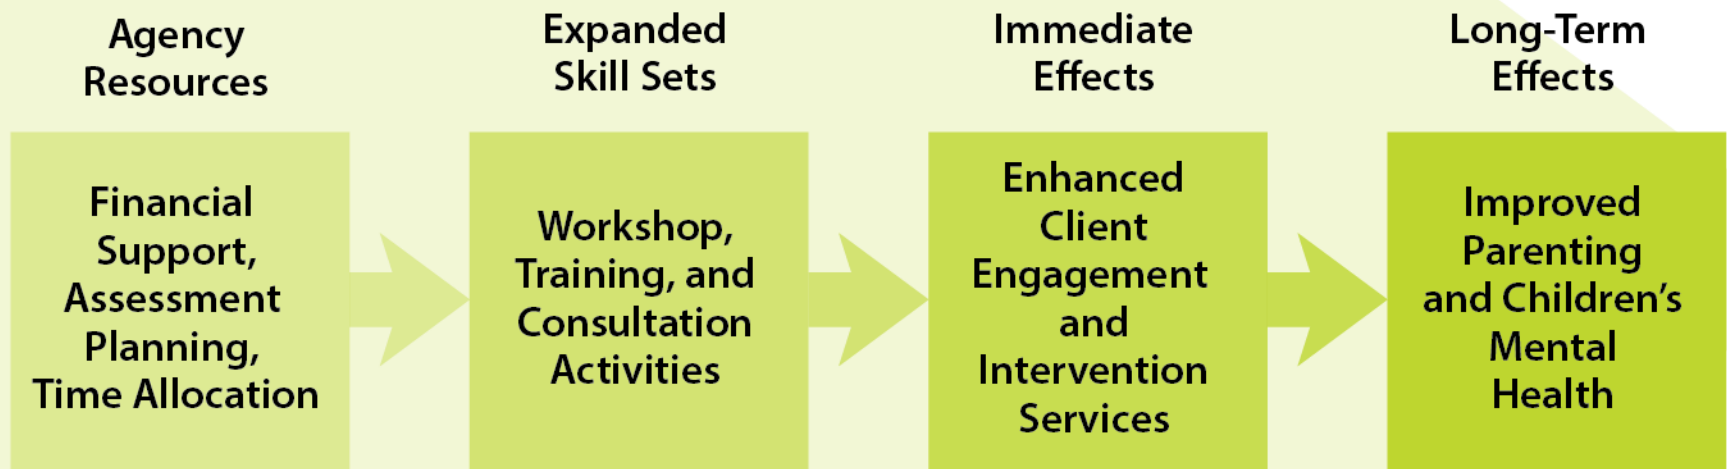 Agency
Resources
Financial
Support,
Assessment
Planning,
Time Allocation
Expanded
Skill Sets
Workshop,
Training, and
Consultation
Activities
Immediate
Effects
Enhanced
Client
Engagement
and
Intervention
Services
Long-Term
Effects
Improved
Parenting
and Children’s
Mental
Health